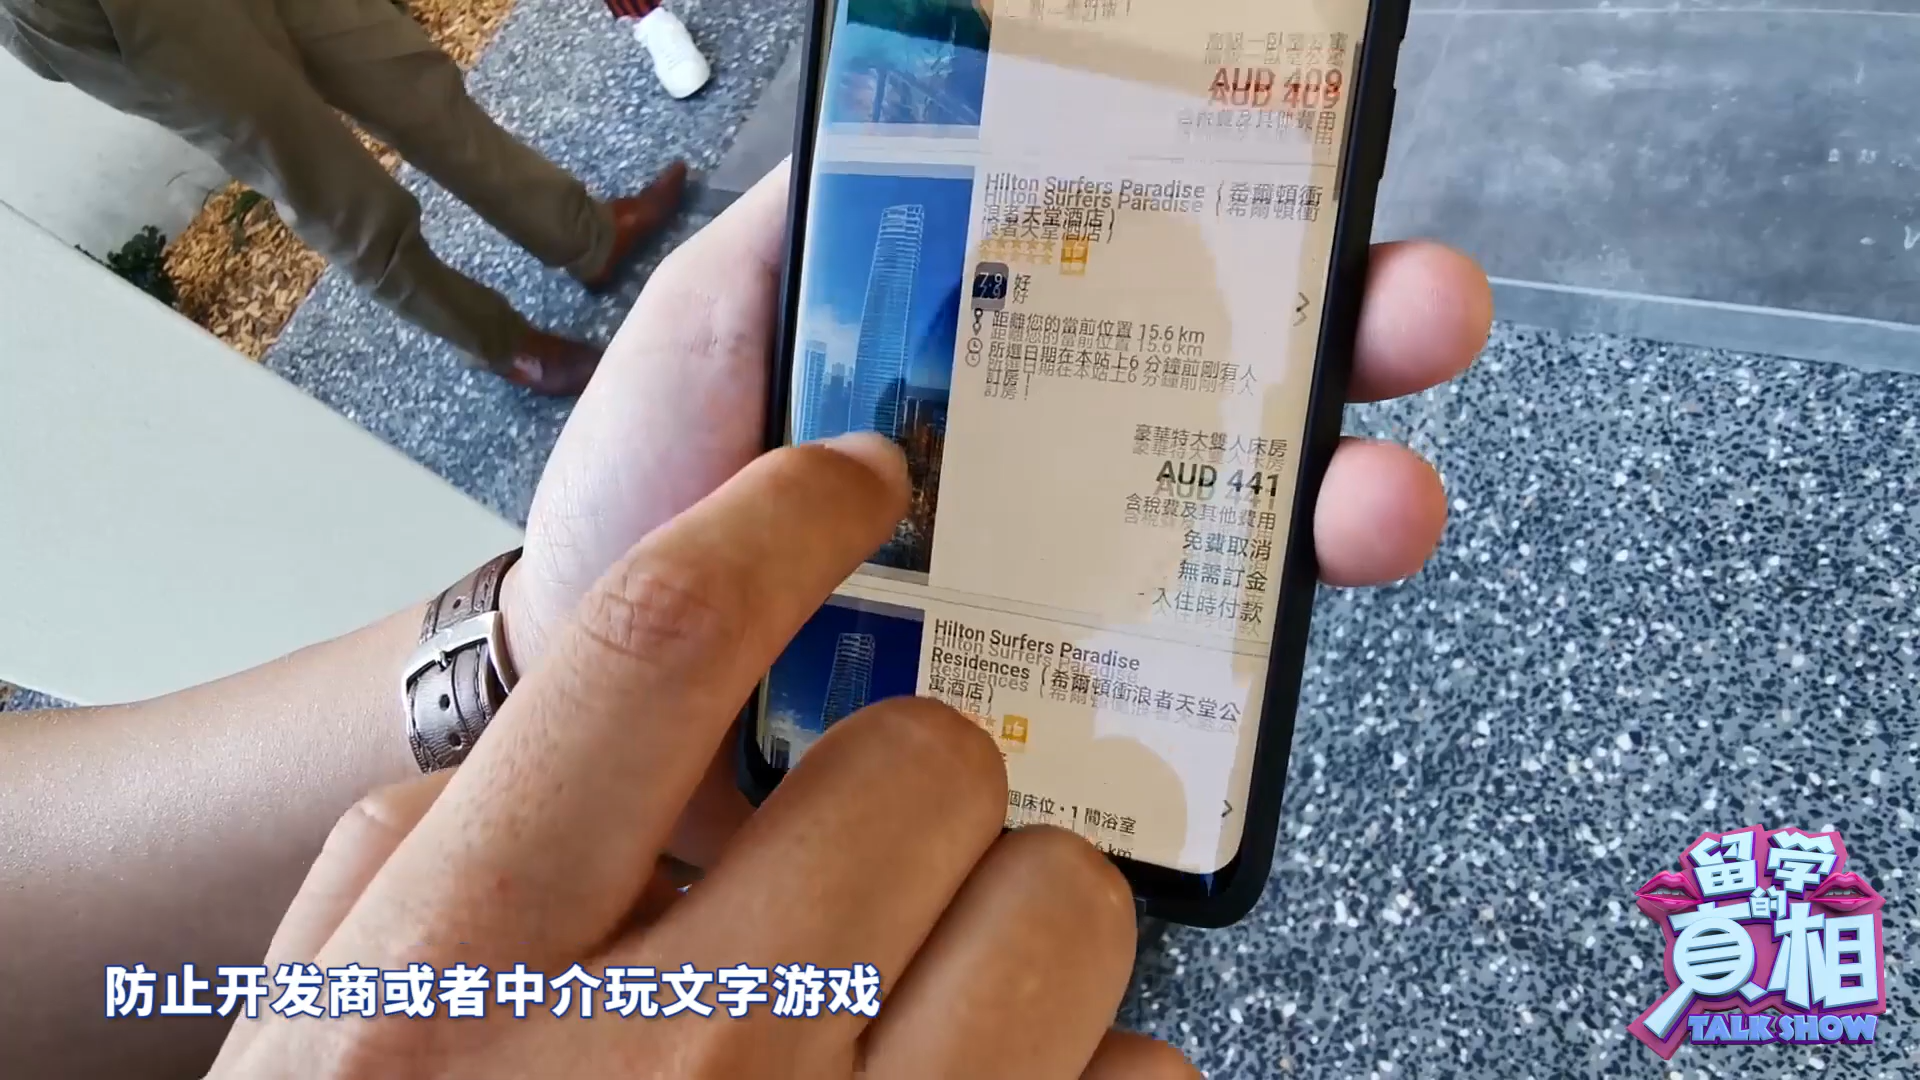 AUD 409
含稅費及其他費用
Hilton Surfers Paradise（希爾頓衝
浪者天堂酒店）
7.9 好
距離您的當前位置 15.6 km
所選日期在本站上6 分鐘前剛有人
訂房！
豪華特大雙人床房
AUD 441
含稅費及其他費用
免費取消
無需訂金
- 入住時付款
Hilton Surfers Paradise
Residences（希爾頓衝浪者天堂公
寓酒店）
個床位・1 間浴室
防止开发商或者中介玩文字游戏
留学的真相
TALK SHOW